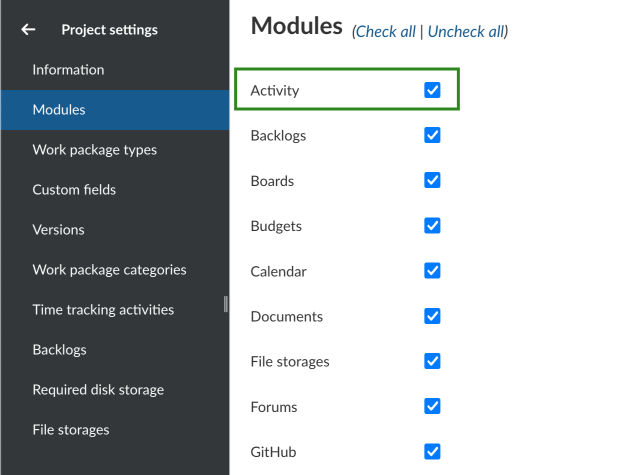 Project settings
Information
Modules
Work package types
Custom fields
Versions
Work package categories
Time tracking activities
Backlogs
Required disk storage
File storages
Modules (Check all | Uncheck all)
Activity
Backlogs
Boards
Budgets
Calendar
Documents
File storages
Forums
GitHub